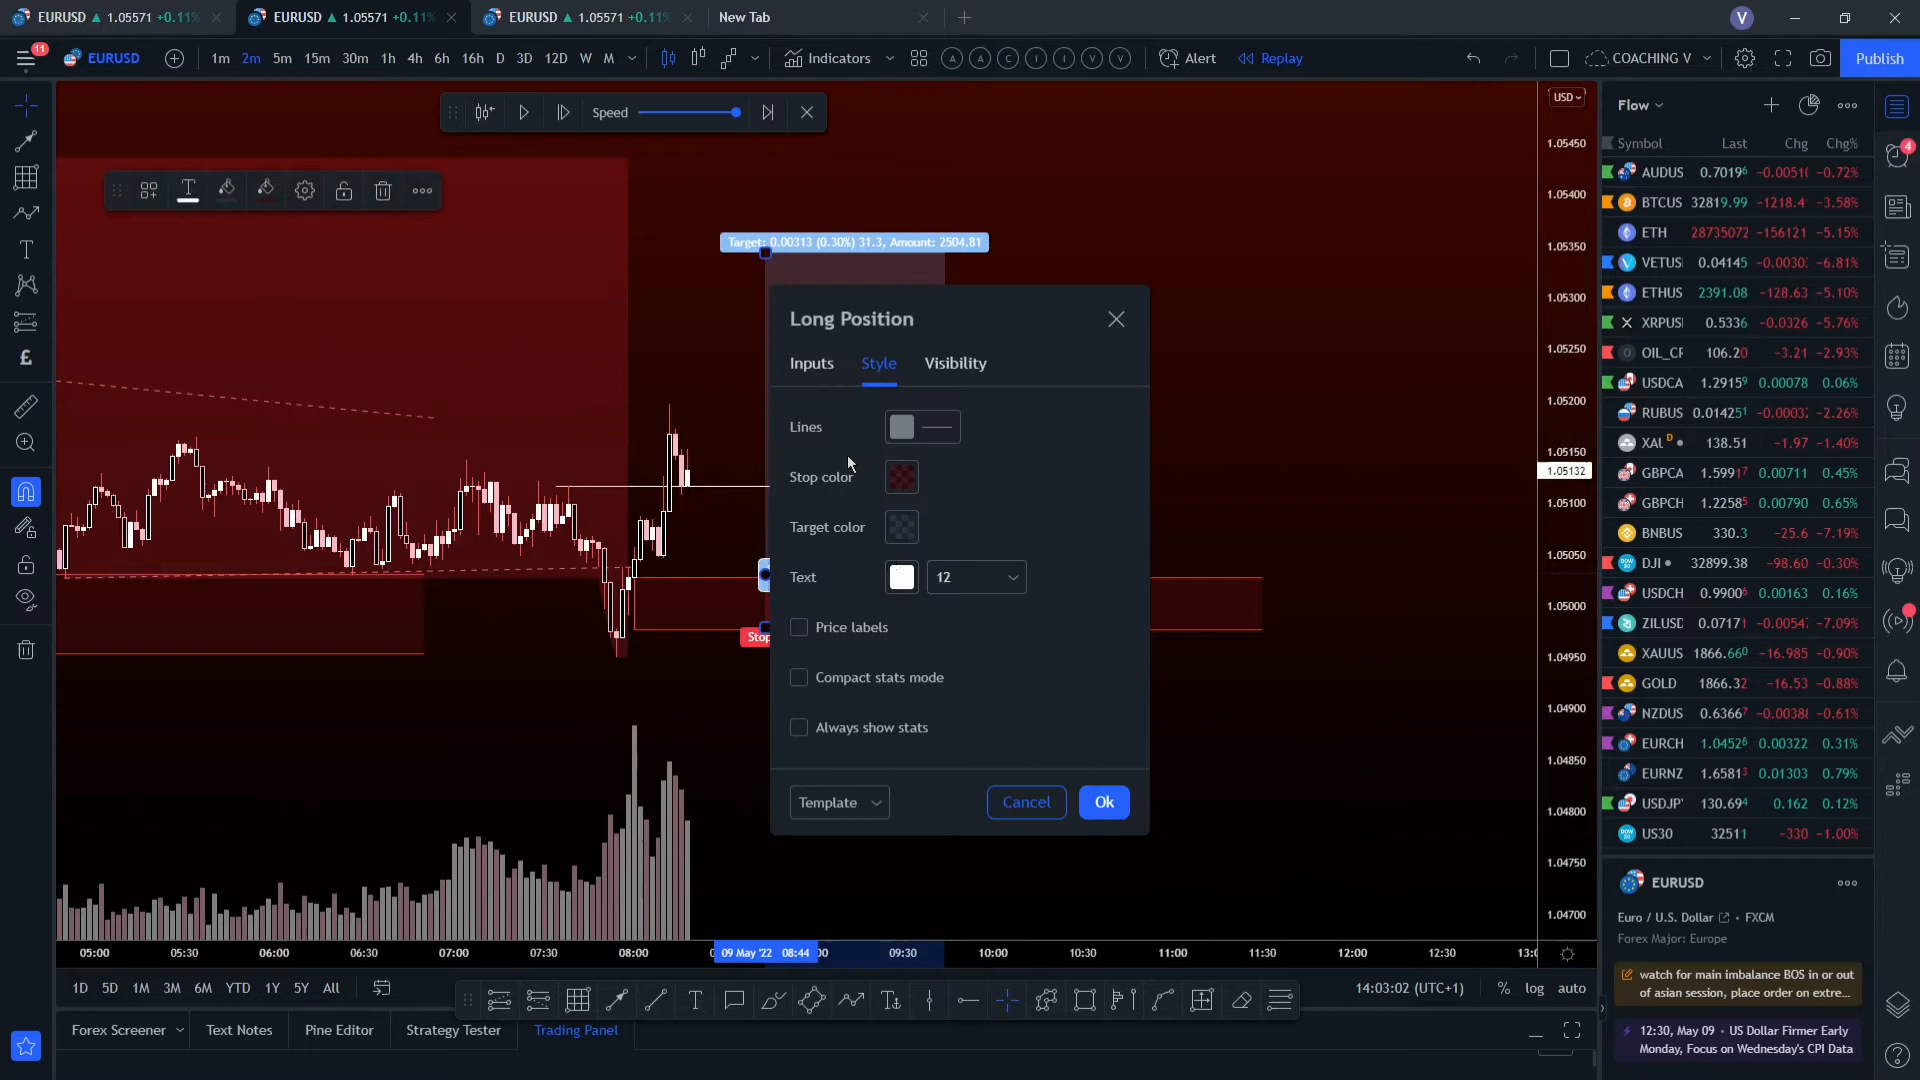 EURUSD ▲ 1.05571 +0.11%
EURUSD ▲ 1.05571 +0.11%
EURUSD ▲ 1.05571 +0.11%
New Tab
V
11
EURUSD
1m 2m 5m 15m 30m 1h 4h 6h 16h D 3D 12D W M
Indicators
A A C I I V V
Alert
Replay
COACHING V
Publish
Speed
USD
Target: 0.00313 (0.30%) 31.3, Amount: 2504.81
Long Position
Inputs Style Visibility
Lines
Stop color
Target color
Text 12
Price labels
Compact stats mode
Always show stats
Template
Cancel
Ok
Stop
1.05450
1.05400
1.05350
1.05300
1.05250
1.05200
1.05150
1.05132
1.05100
1.05050
1.05000
1.04950
1.04900
1.04850
1.04800
1.04750
1.04700
05:00 05:30 06:00 06:30 07:00 07:30 08:00 09 May '22 08:44 09:30 10:00 10:30 11:00 11:30 12:00 12:30 13:
1D 5D 1M 3M 6M YTD 1Y 5Y All
14:03:02 (UTC+1) % log auto
Forex Screener Text Notes Pine Editor Strategy Tester Trading Panel
Flow
4
Symbol Last Chg Chg%
AUDUS 0.70196 -0.0051 -0.72%
BTCUS 32819.99 -1218.4 -3.58%
ETH 28735072 -156121 -5.15%
VETUS 0.04145 -0.0030 -6.81%
ETHUS 2391.08 -128.63 -5.10%
XRPUS 0.5336 -0.0326 -5.76%
OIL_CF 106.20 -3.21 -2.93%
USDCA 1.29159 0.00078 0.06%
RUBUS 0.014251 -0.0003 -2.26%
XAU D 138.51 -1.97 -1.40%
GBPCA 1.59917 0.00711 0.45%
GBPCH 1.22585 0.00790 0.65%
BNBUS 330.3 -25.6 -7.19%
DJI 32899.38 -98.60 -0.30%
USDCH 0.99006 0.00163 0.16%
ZILUSD 0.07171 -0.0054 -7.09%
XAUUS 1866.660 -16.985 -0.90%
GOLD 1866.32 -16.53 -0.88%
NZDUS 0.63667 -0.0038 -0.61%
EURCH 1.04526 0.00322 0.31%
EURNZ 1.65813 0.01303 0.79%
USDJP 130.694 0.162 0.12%
US30 32511 -330 -1.00%
EURUSD
Euro / U.S. Dollar • FXCM
Forex Major: Europe
watch for main imbalance BOS in or out
of asian session, place order on extre...
12:30, May 09 • US Dollar Firmer Early
Monday, Focus on Wednesday's CPI Data